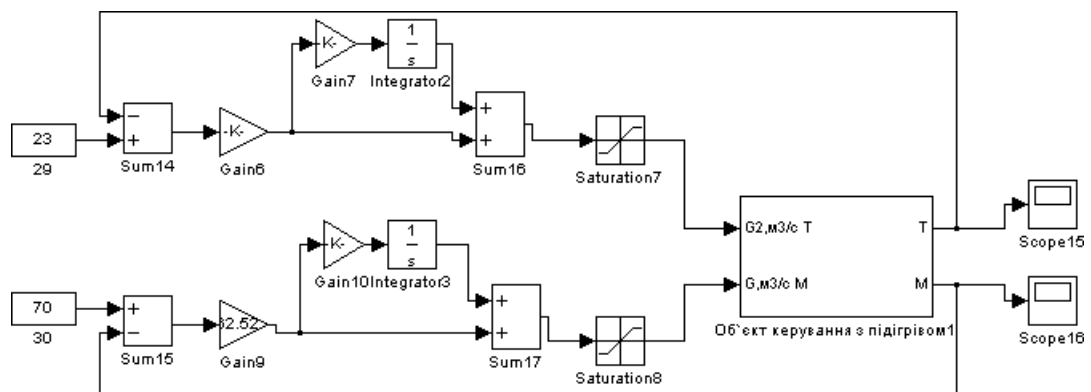 -K-
1
s
Gain7
Integrator2
−
+
+
+
23
-K-
Sum14
Gain6
Sum16
Saturation7
29
G2,м3/с Т
Т
Scope15
K-
1
s
Gain10
Integrator3
G,м3/с М
М
70
+
−
+
+
30
Sum15
Gain9
Sum17
Saturation8
Об`єкт керування з підігрівом1
Scope16